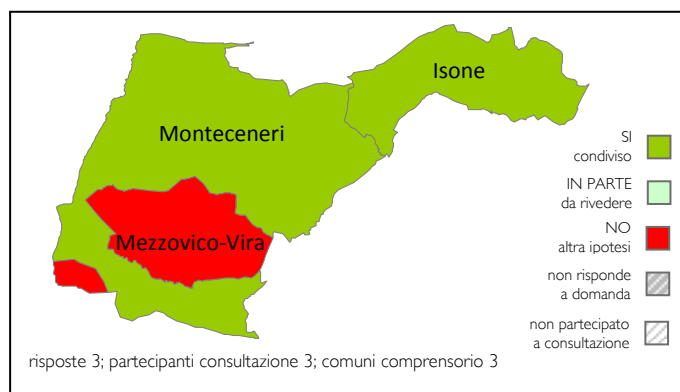 Isone
Monteceneri
Mezzovico-Vira
SI
condiviso
IN PARTE
da rivedere
NO
altra ipotesi
non risponde
a domanda
non partecipato
a consultazione
risposte 3; partecipanti consultazione 3; comuni comprensorio 3